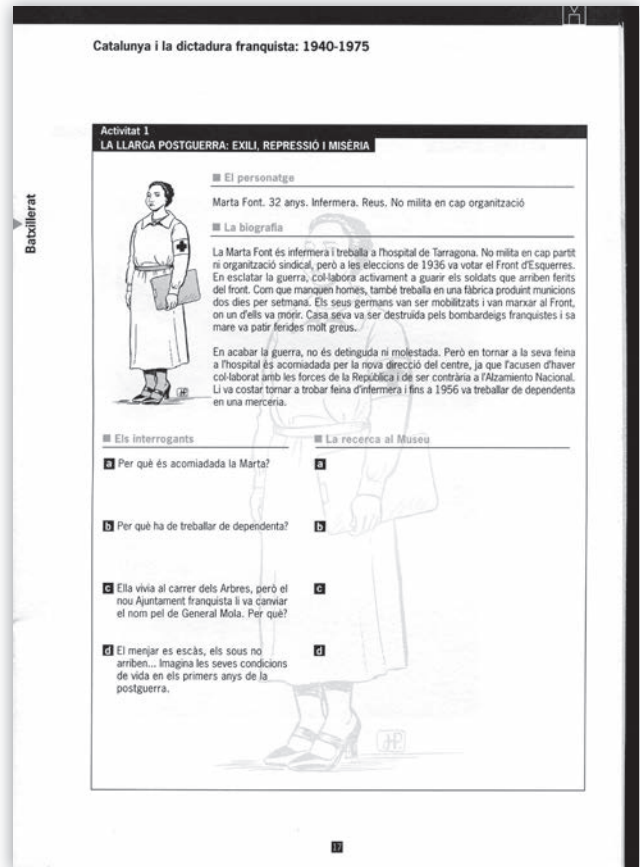 Catalunya i la dictadura franquista: 1940-1975
Batxillerat
Activitat 1
LA LLARGA POSTGUERRA: EXILI, REPRESSIÓ I MISÈRIA
El personatge
Marta Font. 32 anys. Infermera. Reus. No milita en cap organització
La biografia
La Marta Font és infermera i treballa a l'hospital de Tarragona. No milita en cap partit
ni organització sindical, però a les eleccions de 1936 va votar el Front d'Esquerres.
En esclatar la guerra, col·labora activament a guarir els soldats que arriben ferits
del front. Com que manquen homes, també treballa en una fàbrica produint municions
dos dies per setmana. Els seus germans van ser mobilitzats i van marxar al Front,
on un d'ells va morir. Casa seva va ser destruïda pels bombardeigs franquistes i sa
mare va patir ferides molt greus.
En acabar la guerra, no és detinguda ni molestada. Però en tornar a la seva feina
a l'hospital és acomiadada per la nova direcció del centre, ja que l'acusen d'haver
col·laborat amb les forces de la República i de ser contrària a l'Alzamiento Nacional.
Li va costar tornar a trobar feina d'infermera i fins a 1956 va treballar de dependenta
en una merceria.
Els interrogants
a Per què és acomiadada la Marta?
b Per què ha de treballar de dependenta?
c Ella vivia al carrer dels Arbres, però el
nou Ajuntament franquista li va canviar
el nom pel de General Mola. Per què?
d El menjar es escàs, els sous no
arriben... Imagina les seves condicions
de vida en els primers anys de la
postguerra.
La recerca al Museu
a
b
c
d
JHP
17